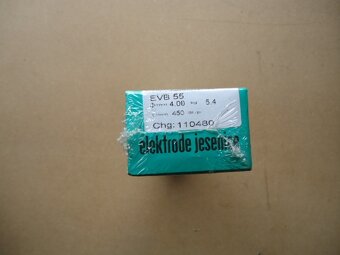 EVB 55
4.00 5.4
450
Chg: 110480
elektrode jesenice